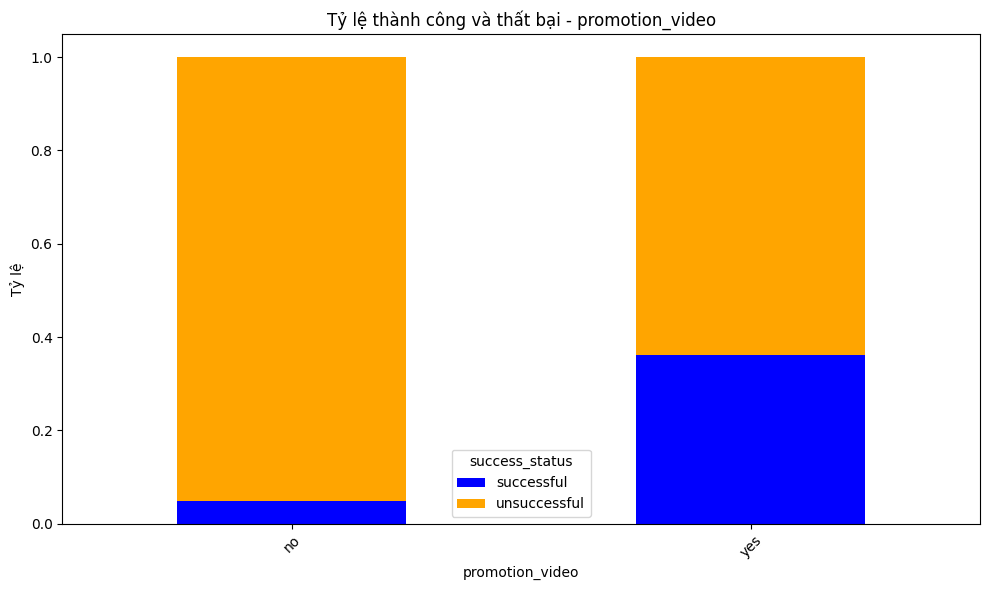 Tỷ lệ thành công và thất bại - promotion_video
Tỷ lệ
1.0
0.8
0.6
0.4
0.2
0.0
success_status
successful
unsuccessful
no
yes
promotion_video